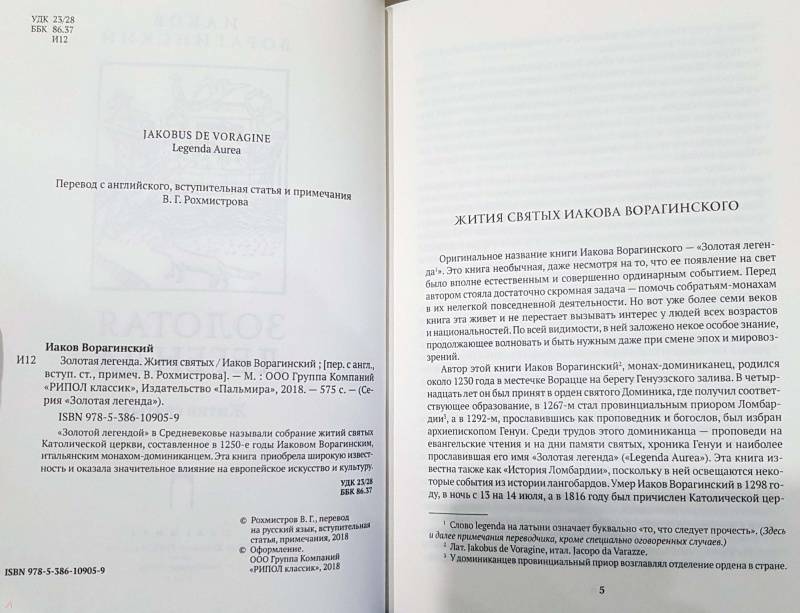 УДК 23/28
ББК 86.37
И12
JAKOBUS DE VORAGINE
Legenda Aurea
Перевод с английского, вступительная статья и примечания
В. Г. Рохмистрова
Иаков Ворагинский
И12 Золотая легенда. Жития святых / Иаков Ворагинский ; [пер. с англ.,
вступ. ст., примеч. В. Рохмистрова]. — М. : ООО Группа Компаний
«РИПОЛ классик», Издательство «Пальмира», 2018. — 575 с. — (Се-
рия «Золотая легенда»).
ISBN 978-5-386-10905-9
«Золотой легендой» в Средневековье называли собрание житий святых
Католической церкви, составленное в 1250-е годы Иаковом Ворагинским,
итальянским монахом-доминиканцем. Эта книга приобрела широкую извест-
ность и оказала значительное влияние на европейское искусство и культуру.
УДК 23/28
ББК 86.37
© Рохмистров В. Г., перевод
на русский язык, вступительная
статья, примечания, 2018
© Оформление.
ООО Группа Компаний
«РИПОЛ классик», 2018
ISBN 978-5-386-10905-9
ЖИТИЯ СВЯТЫХ ИАКОВА ВОРАГИНСКОГО
Оригинальное название книги Иакова Ворагинского — «Золотая леген-
да¹». Это книга необычная, даже несмотря на то, что ее появление на свет
было вполне естественным и совершенно ординарным событием. Перед
автором стояла достаточно скромная задача — помочь собратьям-монахам
в их нелегкой повседневной деятельности. Но вот уже более семи веков
книга эта живет и не перестает вызывать интерес у людей всех возрастов
и национальностей. По всей видимости, в ней заложено некое особое знание,
продолжающее волновать и быть нужным даже при смене эпох и мировоз-
зрений.
Автор этой книги Иаков Ворагинский², монах-доминиканец, родился
около 1230 года в местечке Ворацце на берегу Генуэзского залива. В четыр-
надцать лет он был принят в орден святого Доминика, где получил соответ-
ствующее образование, в 1267-м стал провинциальным приором Ломбар-
дии³, а в 1292-м, прославившись как проповедник и богослов, был избран
архиепископом Генуи. Среди трудов этого доминиканца — проповеди на
евангельские чтения и на дни памяти святых, хроника Генуи и наиболее
прославившая его имя «Золотая легенда» («Legenda Aurea»). Эта книга из-
вестна также как «История Ломбардии», поскольку в ней освещаются неко-
торые события из истории лангобардов. Умер Иаков Ворагинский в 1298 го-
ду, в ночь с 13 на 14 июля, а в 1816 году был причислен Католической цер-
¹ Слово legenda на латыни означает буквально «то, что следует прочесть». (Здесь
и далее примечания переводчика, кроме специально оговоренных случаев.)
² Лат. Jakobus de Voragine, итал. Jacopo da Varazze.
³ У доминиканцев провинциальный приор возглавлял отделение ордена в стране.
5